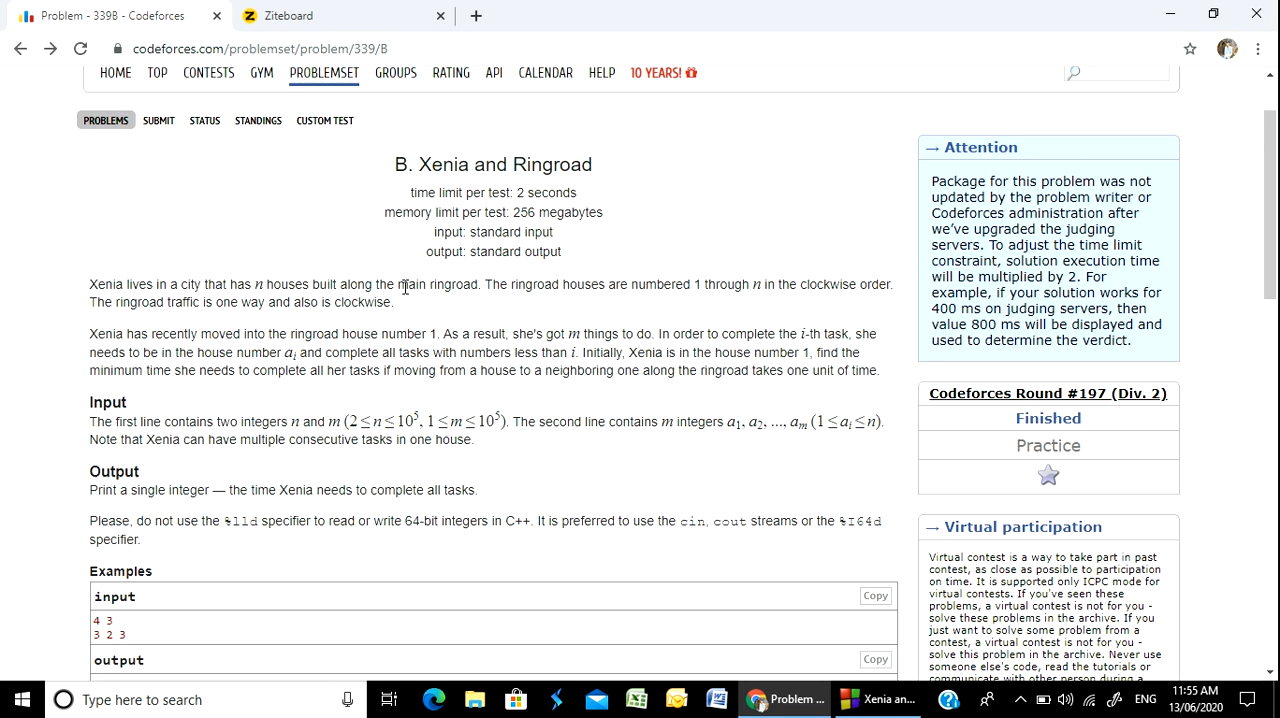 Problem - 339B - Codeforces
Ziteboard
codeforces.com/problemset/problem/339/B
HOME TOP CONTESTS GYM PROBLEMSET GROUPS RATING API CALENDAR HELP 10 YEARS!
PROBLEMS SUBMIT STATUS STANDINGS CUSTOM TEST
B. Xenia and Ringroad
time limit per test: 2 seconds
memory limit per test: 256 megabytes
input: standard input
output: standard output
Xenia lives in a city that has n houses built along the main ringroad. The ringroad houses are numbered 1 through n in the clockwise order.
The ringroad traffic is one way and also is clockwise.
Xenia has recently moved into the ringroad house number 1. As a result, she's got m things to do. In order to complete the i-th task, she
needs to be in the house number ai and complete all tasks with numbers less than i. Initially, Xenia is in the house number 1, find the
minimum time she needs to complete all her tasks if moving from a house to a neighboring one along the ringroad takes one unit of time.
Input
The first line contains two integers n and m (2 ≤ n ≤ 10^5, 1 ≤ m ≤ 10^5). The second line contains m integers a1, a2, ..., am (1 ≤ ai ≤ n).
Note that Xenia can have multiple consecutive tasks in one house.
Output
Print a single integer — the time Xenia needs to complete all tasks.
Please, do not use the %lld specifier to read or write 64-bit integers in C++. It is preferred to use the cin, cout streams or the %I64d
specifier.
Examples
input
Copy
4 3
3 2 3
output
Copy
→ Attention
Package for this problem was not
updated by the problem writer or
Codeforces administration after
we've upgraded the judging
servers. To adjust the time limit
constraint, solution execution time
will be multiplied by 2. For
example, if your solution works for
400 ms on judging servers, then
value 800 ms will be displayed and
used to determine the verdict.
Codeforces Round #197 (Div. 2)
Finished
Practice
→ Virtual participation
Virtual contest is a way to take part in past
contest, as close as possible to participation
on time. It is supported only ICPC mode for
virtual contests. If you've seen these
problems, a virtual contest is not for you -
solve these problems in the archive. If you
just want to solve some problem from a
contest, a virtual contest is not for you -
solve this problem in the archive. Never use
someone else's code, read the tutorials or
communicate with other person during a
Type here to search
Problem ...
Xenia an...
ENG
11:55 AM
13/06/2020